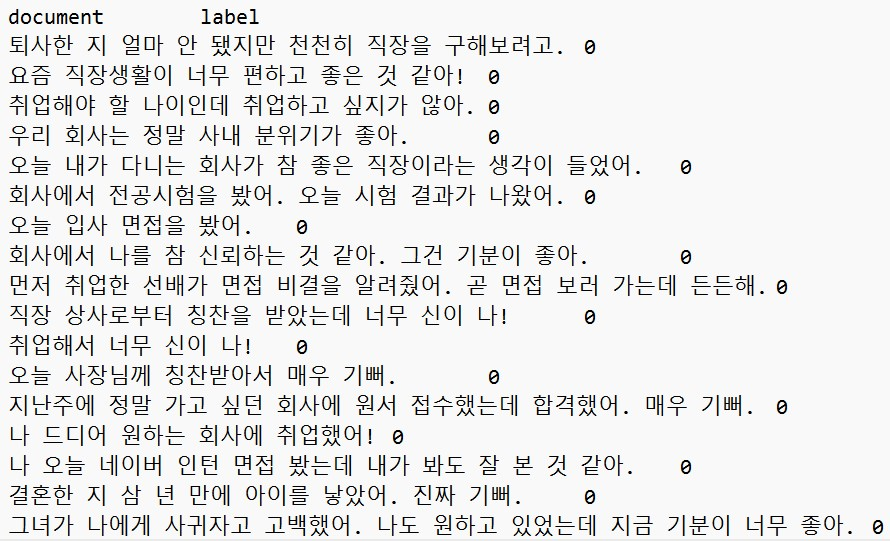 document label
퇴사한 지 얼마 안 됐지만 천천히 직장을 구해보려고. 0
요즘 직장생활이 너무 편하고 좋은 것 같아! 0
취업해야 할 나이인데 취업하고 싶지가 않아. 0
우리 회사는 정말 사내 분위기가 좋아. 0
오늘 내가 다니는 회사가 참 좋은 직장이라는 생각이 들었어. 0
회사에서 전공시험을 봤어. 오늘 시험 결과가 나왔어. 0
오늘 입사 면접을 봤어. 0
회사에서 나를 참 신뢰하는 것 같아. 그건 기분이 좋아. 0
먼저 취업한 선배가 면접 비결을 알려줬어. 곧 면접 보러 가는데 든든해. 0
직장 상사로부터 칭찬을 받았는데 너무 신이 나! 0
취업해서 너무 신이 나! 0
오늘 사장님께 칭찬받아서 매우 기뻐. 0
지난주에 정말 가고 싶던 회사에 원서 접수했는데 합격했어. 매우 기뻐. 0
나 드디어 원하는 회사에 취업했어! 0
나 오늘 네이버 인턴 면접 봤는데 내가 봐도 잘 본 것 같아. 0
결혼한 지 삼 년 만에 아이를 낳았어. 진짜 기뻐. 0
그녀가 나에게 사귀자고 고백했어. 나도 원하고 있었는데 지금 기분이 너무 좋아. 0